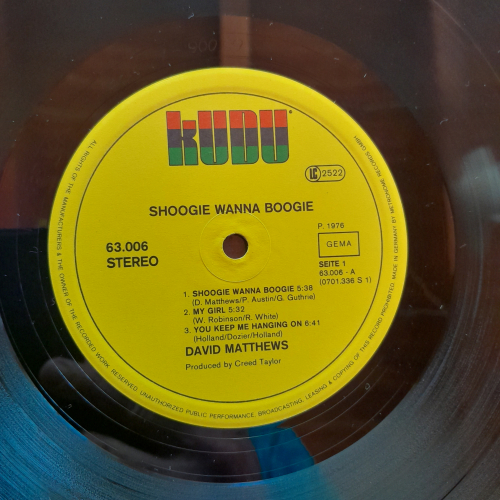 KUDU
LC 2522
SHOOGIE WANNA BOOGIE
63.006
STEREO
P. 1976
GEMA
SEITE 1
63.006 - A
(0701.336 S 1)
1. SHOOGIE WANNA BOOGIE 5:38
(D. Matthews/P. Austin/G. Guthrie)
2. MY GIRL 5:32
(W. Robinson/R. White)
3. YOU KEEP ME HANGING ON 6:41
(Holland/Dozier/Holland)
DAVID MATTHEWS
Produced by Creed Taylor
ALL RIGHTS OF THE MANUFACTURERS & THE OWNER OF THE RECORDED WORK RESERVED. UNAUTHORIZED PUBLIC PERFORMANCE, BROADCASTING, LEASING & COPYING OF THIS RECORD PROHIBITED. MADE IN GERMANY BY METRONOME RECORDS GMBH